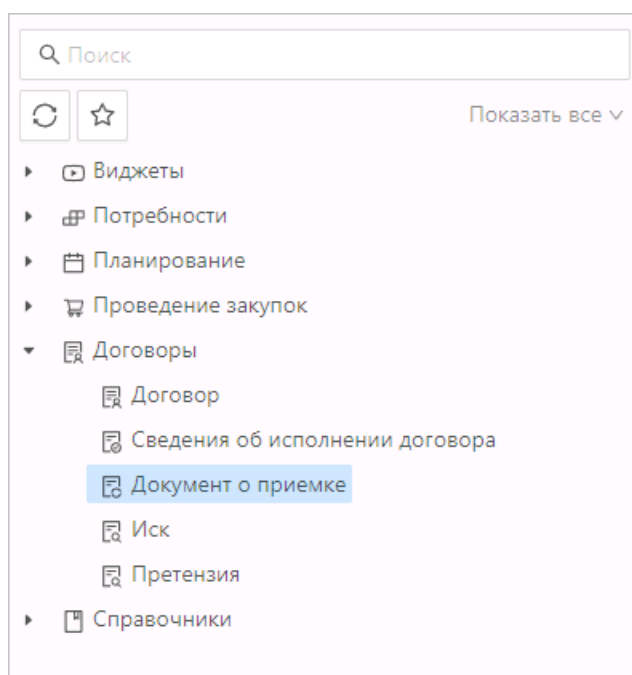 Поиск
Показать все
Виджеты
Потребности
Планирование
Проведение закупок
Договоры
Договор
Сведения об исполнении договора
Документ о приемке
Иск
Претензия
Справочники